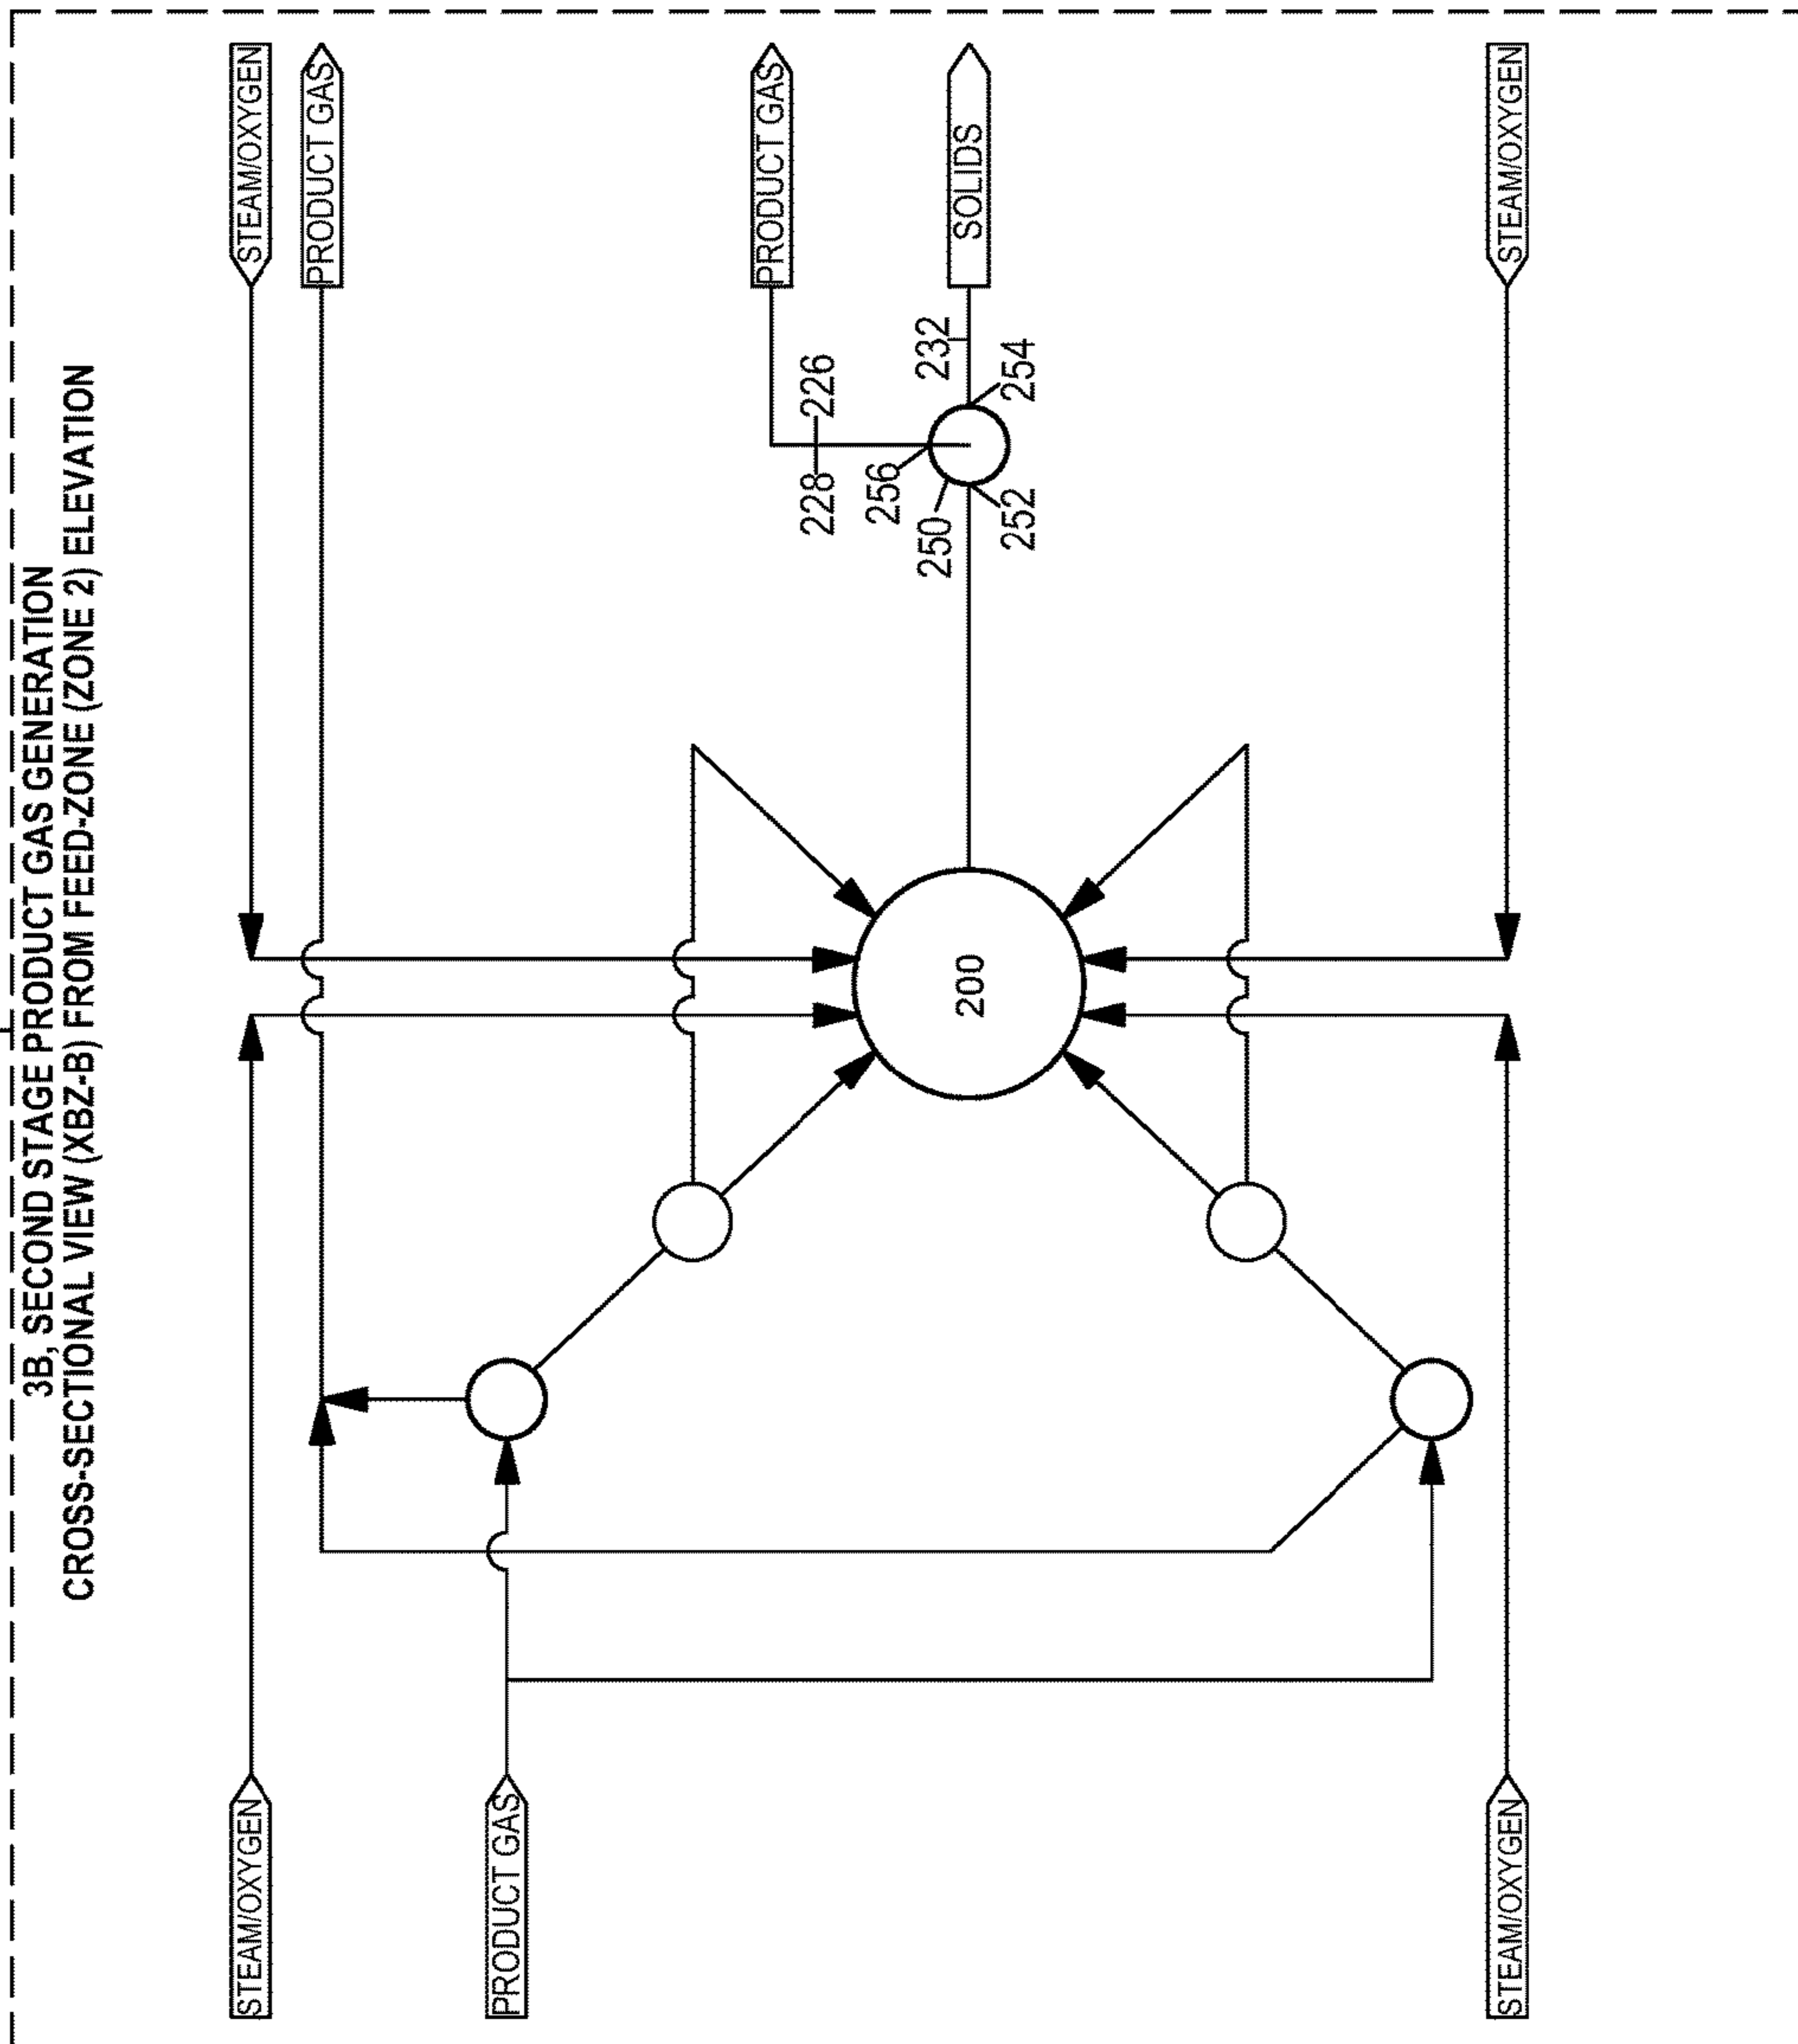 3B, SECOND STAGE PRODUCT GAS GENERATION
CROSS-SECTIONAL VIEW (XBZ-B) FROM FEED-ZONE (ZONE 2) ELEVATION
STEAM/OXYGEN
STEAM/OXYGEN
PRODUCT GAS
PRODUCT GAS
228
226
PRODUCT GAS
256
250
232
200
SOLIDS
252
254
STEAM/OXYGEN
STEAM/OXYGEN